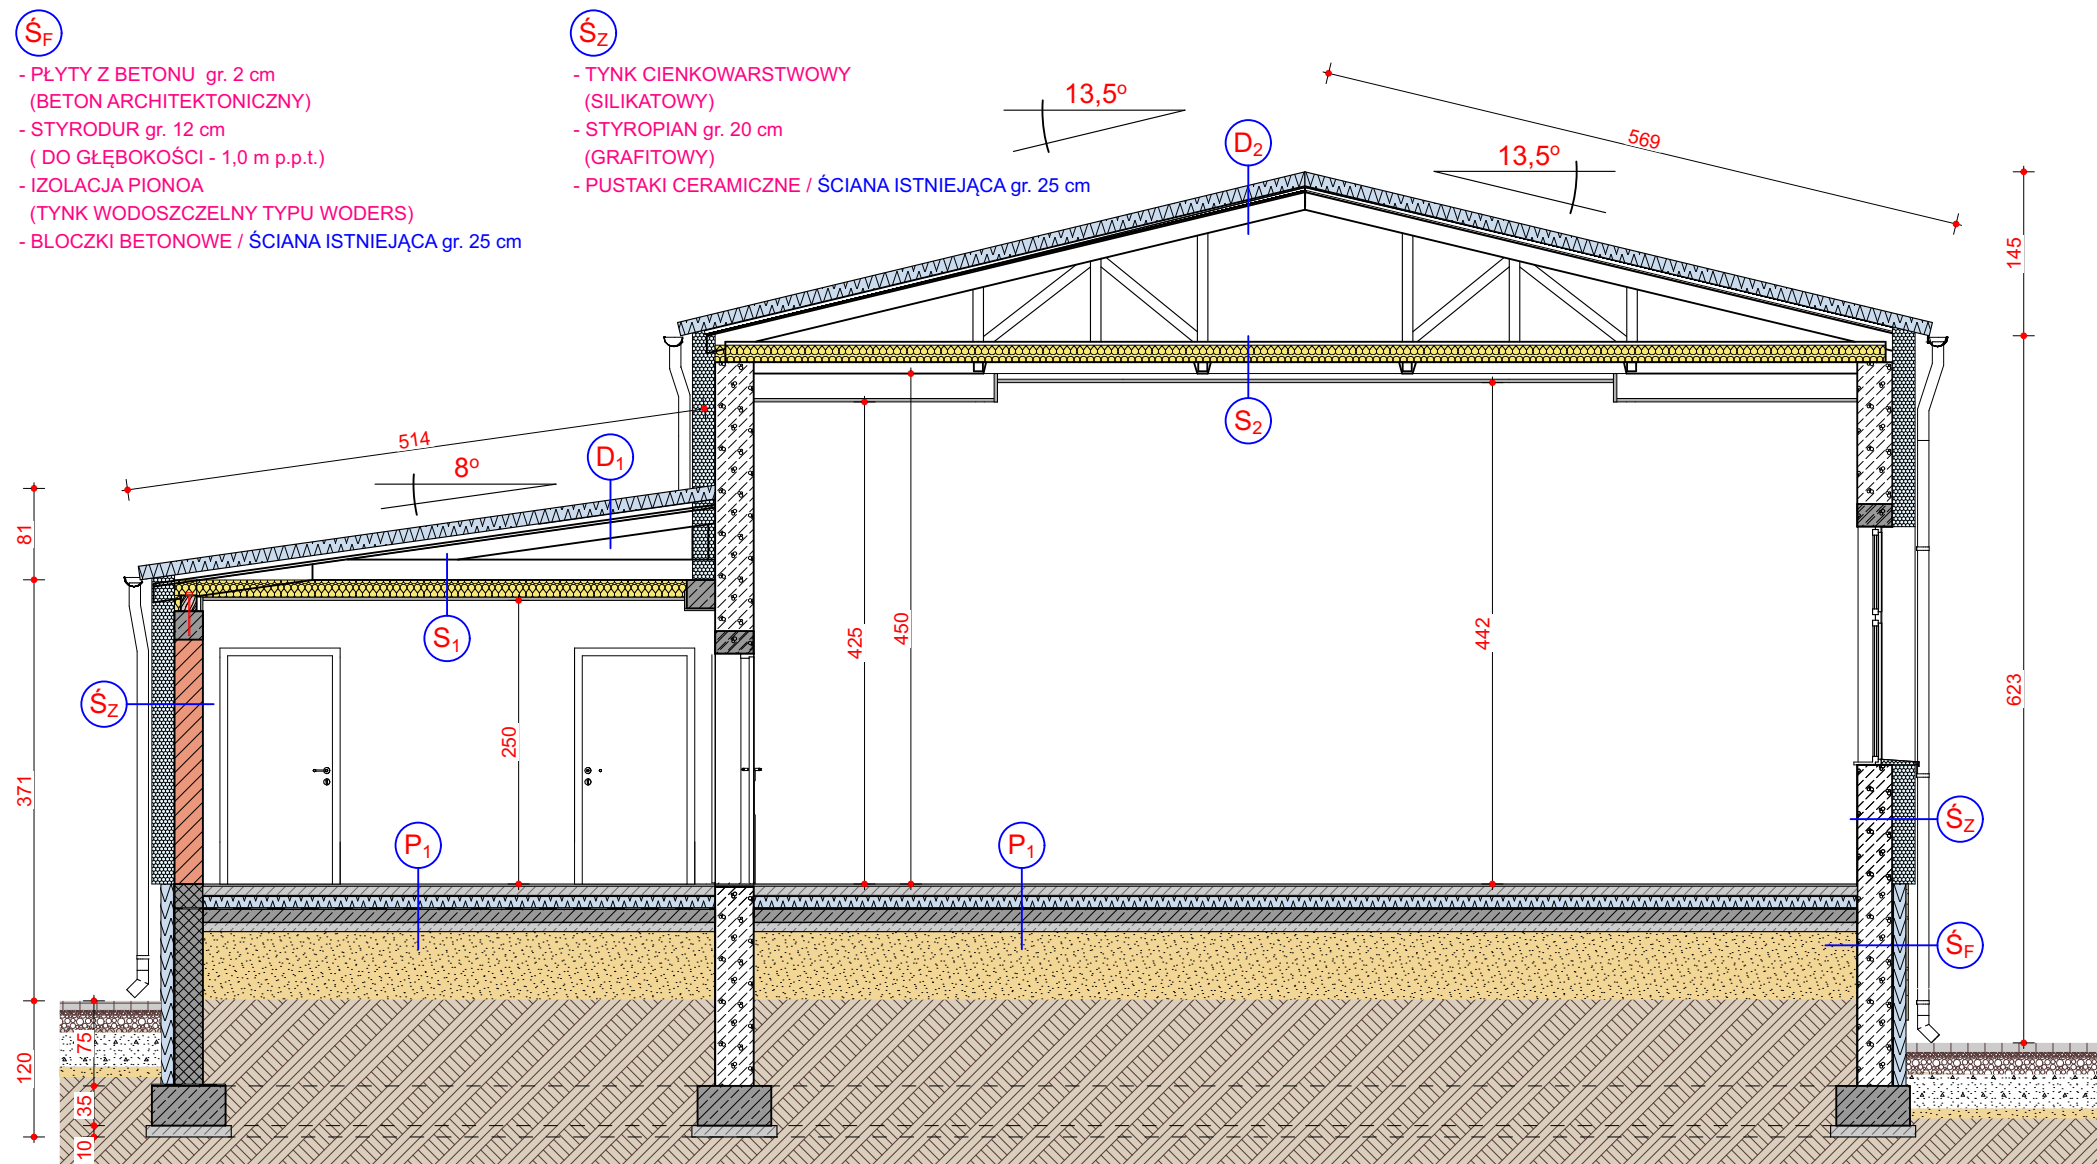 ŚF
- PŁYTY Z BETONU  gr. 2 cm
(BETON ARCHITEKTONICZNY)
- STYRODUR gr. 12 cm
( DO GŁĘBOKOŚCI - 1,0 m p.p.t.)
- IZOLACJA PIONOA
(TYNK WODOSZCZELNY TYPU WODERS)
- BLOCZKI BETONOWE / ŚCIANA ISTNIEJĄCA gr. 25 cm
ŚZ
- TYNK CIENKOWARSTWOWY
(SILIKATOWY)
- STYROPIAN gr. 20 cm
(GRAFITOWY)
- PUSTAKI CERAMICZNE / ŚCIANA ISTNIEJĄCA gr. 25 cm
13,5o
569
D2
13,5o
145
514
8o
D1
S2
81
S1
425
450
442
ŚZ
623
250
371
P1
P1
ŚZ
ŚF
75
120
35
10